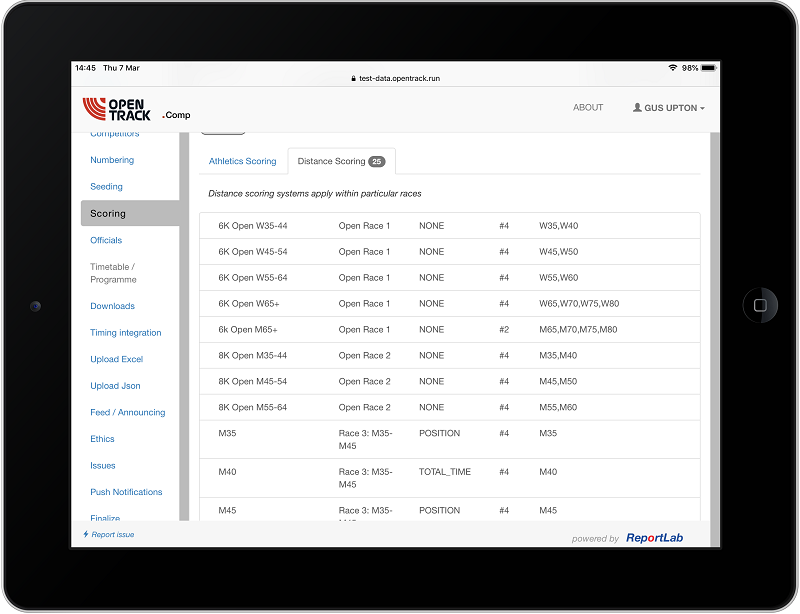 14:45 Thu 7 Mar
98%
test-data.opentrack.run
OPEN
TRACK .Comp
ABOUT
GUS UPTON
Competitors
Numbering
Seeding
Scoring
Officials
Timetable /
Programme
Downloads
Timing integration
Upload Excel
Upload Json
Feed / Announcing
Ethics
Issues
Push Notifications
Finalize
Report issue
Athletics Scoring
Distance Scoring 25
Distance scoring systems apply within particular races
6K Open W35-44 Open Race 1 NONE #4 W35,W40
6K Open W45-54 Open Race 1 NONE #4 W45,W50
6K Open W55-64 Open Race 1 NONE #4 W55,W60
6K Open W65+ Open Race 1 NONE #4 W65,W70,W75,W80
6k Open M65+ Open Race 1 NONE #2 M65,M70,M75,M80
8K Open M35-44 Open Race 2 NONE #4 M35,M40
8K Open M45-54 Open Race 2 NONE #4 M45,M50
8K Open M55-64 Open Race 2 NONE #4 M55,M60
M35 Race 3: M35- POSITION #4 M35
M45
M40 Race 3: M35- TOTAL_TIME #4 M40
M45
M45 Race 3: M35- POSITION #4 M45
powered by ReportLab